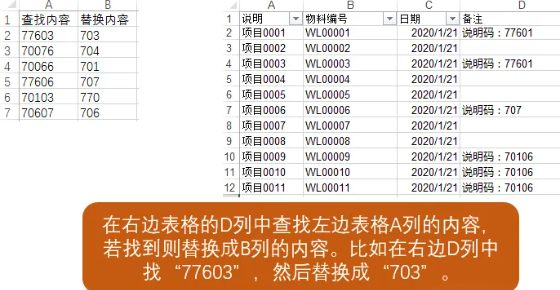 A B
1 查找内容 替换内容
2 77603 703
3 70076 704
4 70066 701
5 77606 707
6 70103 770
7 70607 706
A B C D
1 说明 物料编号 日期 备注
2 项目0001 WL00001 2020/1/21 说明码：77601
3 项目0002 WL00002 2020/1/21
4 项目0003 WL00003 2020/1/21 说明码：77601
5 项目0004 WL00004 2020/1/21
6 项目0005 WL00005 2020/1/21
7 项目0006 WL00006 2020/1/21 说明码：707
8 项目0007 WL00007 2020/1/21
9 项目0008 WL00008 2020/1/21
10 项目0009 WL00009 2020/1/21 说明码：70106
11 项目0010 WL00010 2020/1/21 说明码：70106
12 项目0011 WL00011 2020/1/21 说明码：70106
在右边表格的D列中查找左边表格A列的内容，
若找到则替换成B列的内容。比如在右边D列中
找“77603”，然后替换成“703”。